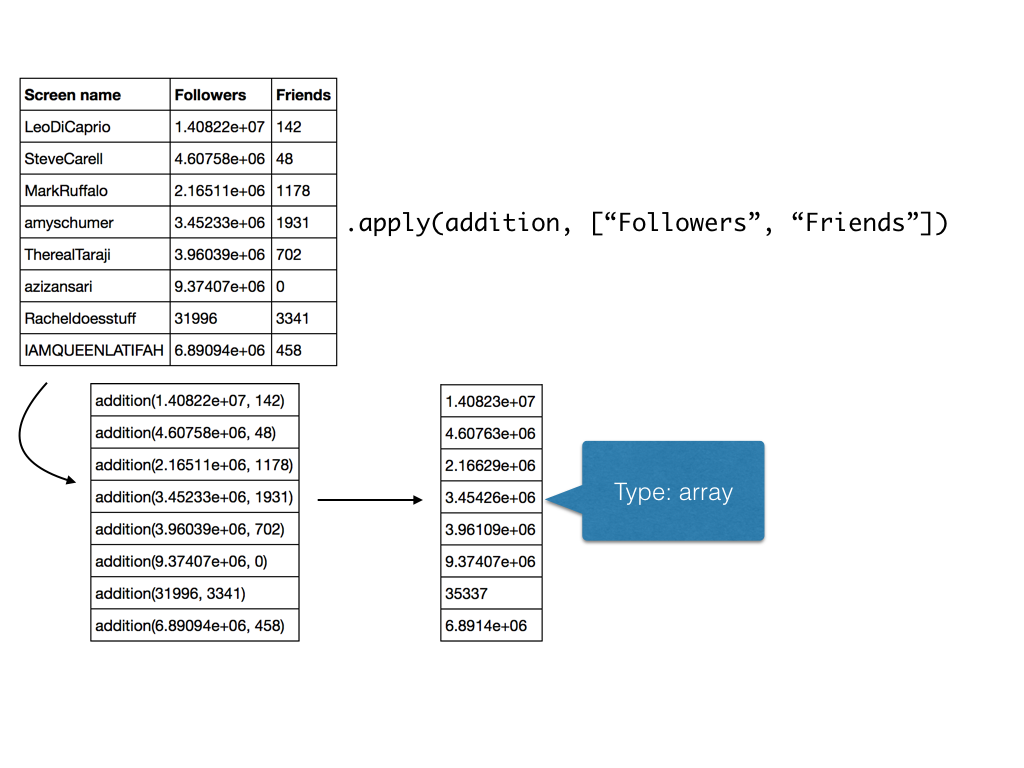 Screen name Followers Friends
LeoDiCaprio 1.40822e+07 142
SteveCarell 4.60758e+06 48
MarkRuffalo 2.16511e+06 1178
amyschumer 3.45233e+06 1931
TherealTaraji 3.96039e+06 702
azizansari 9.37407e+06 0
Racheldoesstuff 31996 3341
IAMQUEENLATIFAH 6.89094e+06 458
.apply(addition, [“Followers”, “Friends”])
addition(1.40822e+07, 142)
addition(4.60758e+06, 48)
addition(2.16511e+06, 1178)
addition(3.45233e+06, 1931)
addition(3.96039e+06, 702)
addition(9.37407e+06, 0)
addition(31996, 3341)
addition(6.89094e+06, 458)
1.40823e+07
4.60763e+06
2.16629e+06
3.45426e+06
3.96109e+06
9.37407e+06
35337
6.8914e+06
Type: array